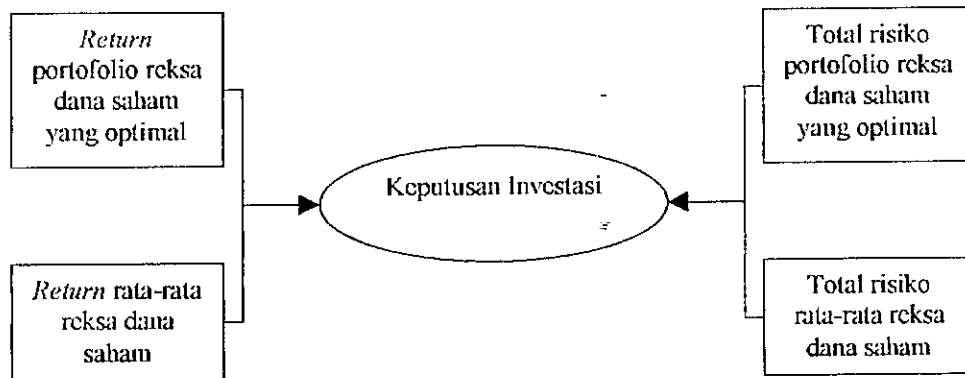 Return
portofolio reksa
dana saham
yang optimal
Total risiko
portofolio reksa
dana saham
yang optimal
Keputusan Investasi
Return rata-rata
reksa dana
saham
Total risiko
rata-rata reksa
dana saham